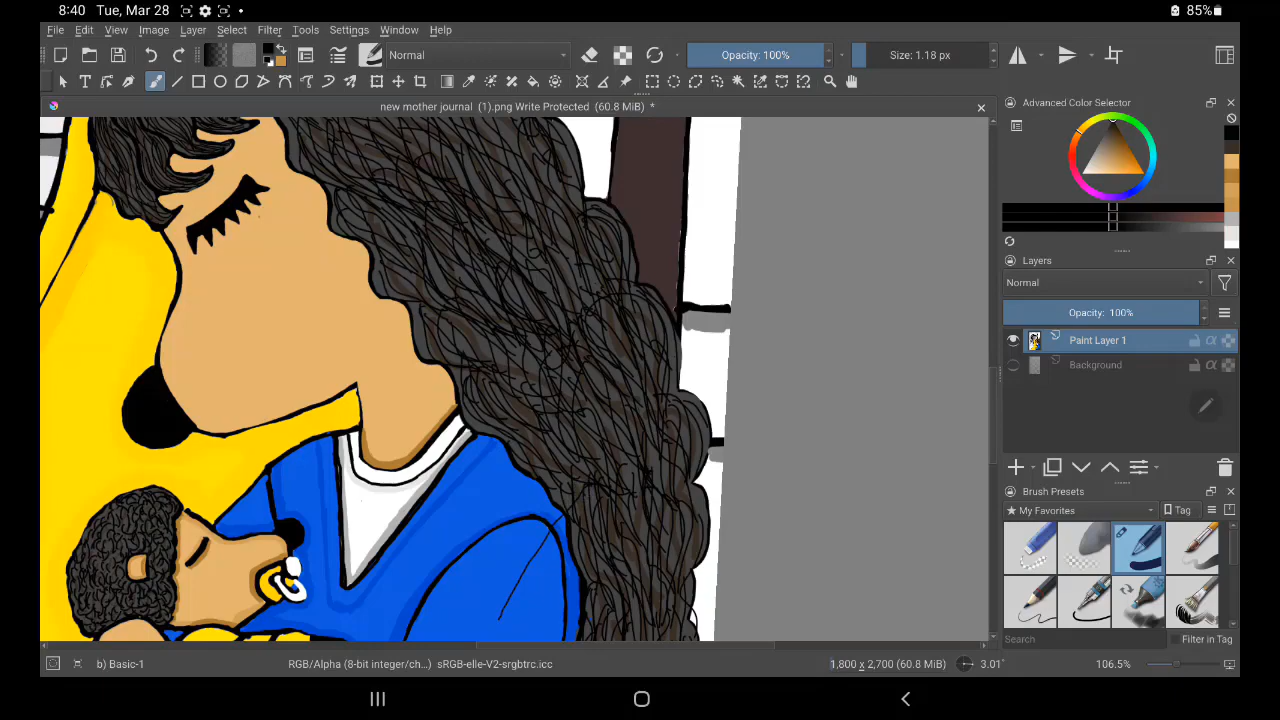 8:40 Tue, Mar 28 85%
File Edit View Image Layer Select Filter Tools Settings Window Help
Normal Opacity: 100% Size: 1.18 px
new mother journal (1).png Write Protected (60.8 MiB) *
Advanced Color Selector
Layers
Normal
Opacity: 100%
Paint Layer 1
Background
Brush Presets
My Favorites Tag
Search Filter in Tag
b) Basic-1 RGB/Alpha (8-bit integer/ch...) sRGB-elle-V2-srgbtrc.icc 1,800 x 2,700 (60.8 MiB) 3.01° 106.5%